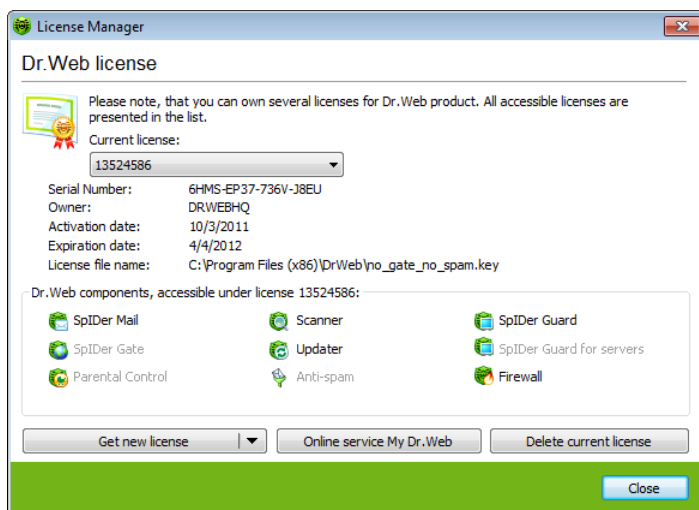 License Manager
Dr.Web license
Please note, that you can own several licenses for Dr.Web product. All accessible licenses are
presented in the list.
Current license:
13524586
Serial Number: 6HMS-EP37-736V-J8EU
Owner: DRWEBHQ
Activation date: 10/3/2011
Expiration date: 4/4/2012
License file name: C:\Program Files (x86)\DrWeb\no_gate_no_spam.key
Dr.Web components, accessible under license 13524586:
SpIDer Mail Scanner SpIDer Guard
SpIDer Gate Updater SpIDer Guard for servers
Parental Control Anti-spam Firewall
Get new license Online service My Dr.Web Delete current license
Close